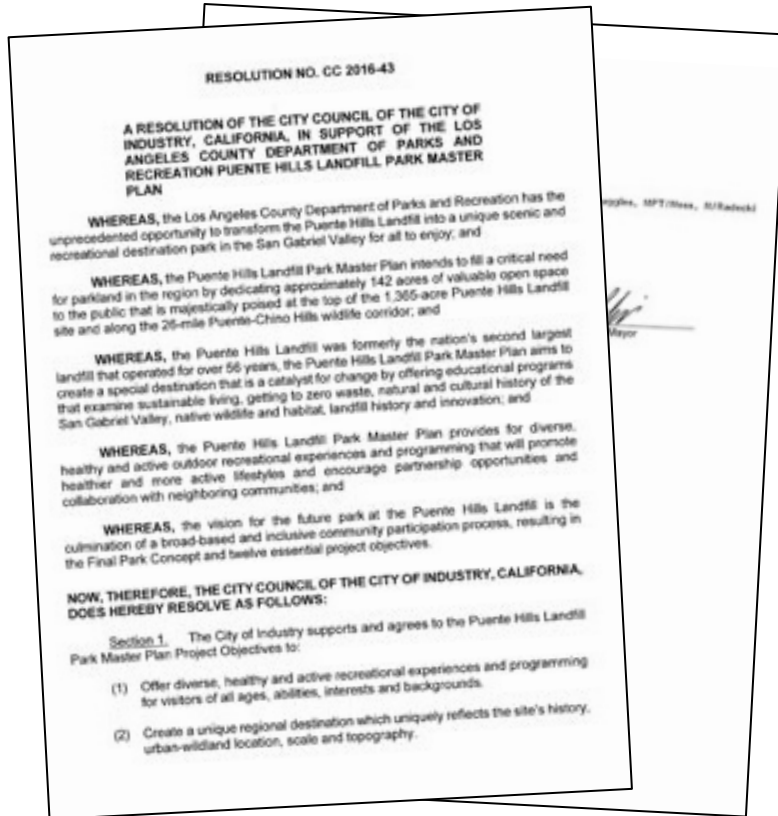 RESOLUTION NO. CC 2016-43
A RESOLUTION OF THE CITY COUNCIL OF THE CITY OF
INDUSTRY, CALIFORNIA, IN SUPPORT OF THE LOS
ANGELES COUNTY DEPARTMENT OF PARKS AND
RECREATION PUENTE HILLS LANDFILL PARK MASTER
PLAN
WHEREAS, the Los Angeles County Department of Parks and Recreation has the
unprecedented opportunity to transform the Puente Hills Landfill into a unique scenic and
recreational destination park in the San Gabriel Valley for all to enjoy; and
WHEREAS, the Puente Hills Landfill Park Master Plan intends to fill a critical need
for parkland in the region by dedicating approximately 142 acres of valuable open space
to the public that is majestically poised at the top of the 1,365-acre Puente Hills Landfill
site and along the 26-mile Puente-Chino Hills wildlife corridor; and
WHEREAS, the Puente Hills Landfill was formerly the nation's second largest
landfill that operated for over 56 years, the Puente Hills Landfill Park Master Plan aims to
create a special destination that is a catalyst for change by offering educational programs
that examine sustainable living, getting to zero waste, natural and cultural history of the
San Gabriel Valley, native wildlife and habitat, landfill history and innovation; and
WHEREAS, the Puente Hills Landfill Park Master Plan provides for diverse,
healthy and active outdoor recreational experiences and programming that will promote
healthier and more active lifestyles and encourage partnership opportunities and
collaboration with neighboring communities; and
WHEREAS, the vision for the future park at the Puente Hills Landfill is the
culmination of a broad-based and inclusive community participation process, resulting in
the Final Park Concept and twelve essential project objectives.
NOW, THEREFORE, THE CITY COUNCIL OF THE CITY OF INDUSTRY, CALIFORNIA,
DOES HEREBY RESOLVE AS FOLLOWS:
Section 1. The City of Industry supports and agrees to the Puente Hills Landfill
Park Master Plan Project Objectives to:
(1) Offer diverse, healthy and active recreational experiences and programming
for visitors of all ages, abilities, interests and backgrounds.
(2) Create a unique regional destination which uniquely reflects the site's history,
urban-wildland location, scale and topography.
M/Radecki
Mayor